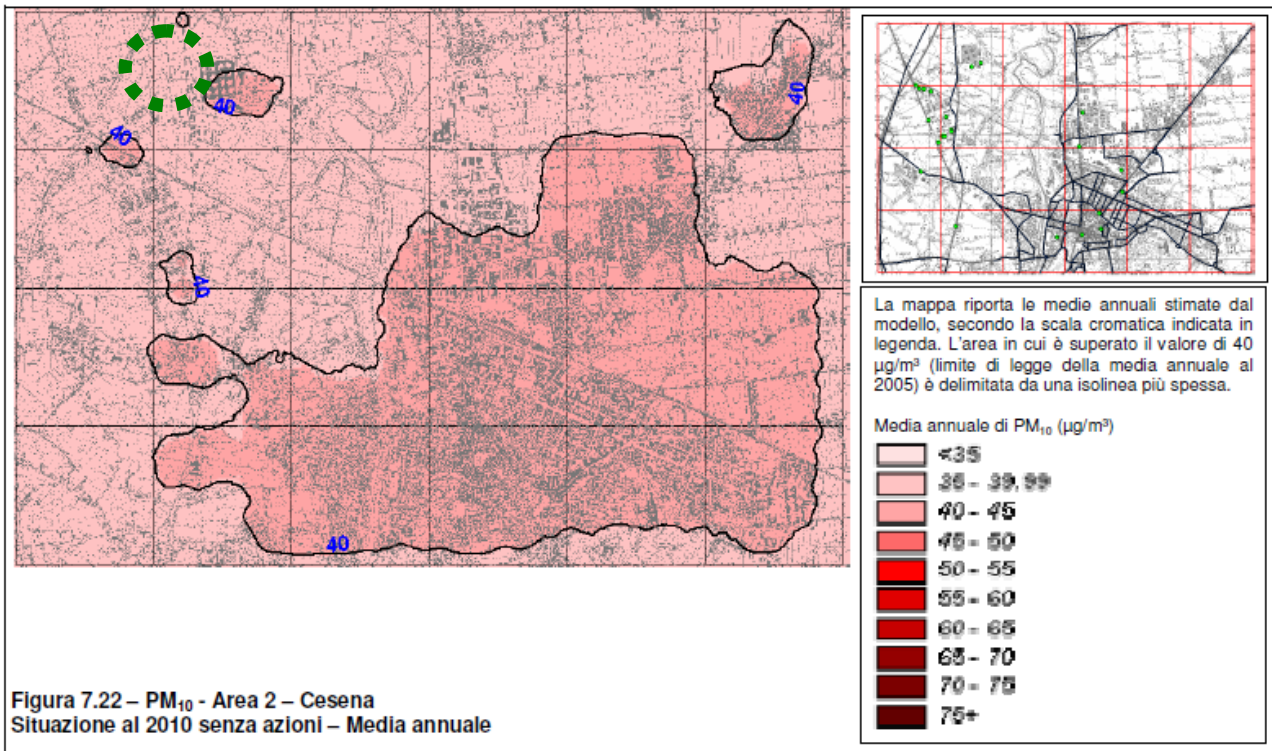 40
40
40
40
40
La mappa riporta le medie annuali stimate dal
modello, secondo la scala cromatica indicata in
legenda. L'area in cui è superato il valore di 40
µg/m³ (limite di legge della media annuale al
2005) è delimitata da una isolinea più spessa.
Media annuale di PM₁₀ (µg/m³)
<35
35 - 39.99
40 - 45
45 - 50
50 - 55
55 - 60
60 - 65
65 - 70
70 - 75
75+
Figura 7.22 – PM₁₀ - Area 2 – Cesena
Situazione al 2010 senza azioni – Media annuale